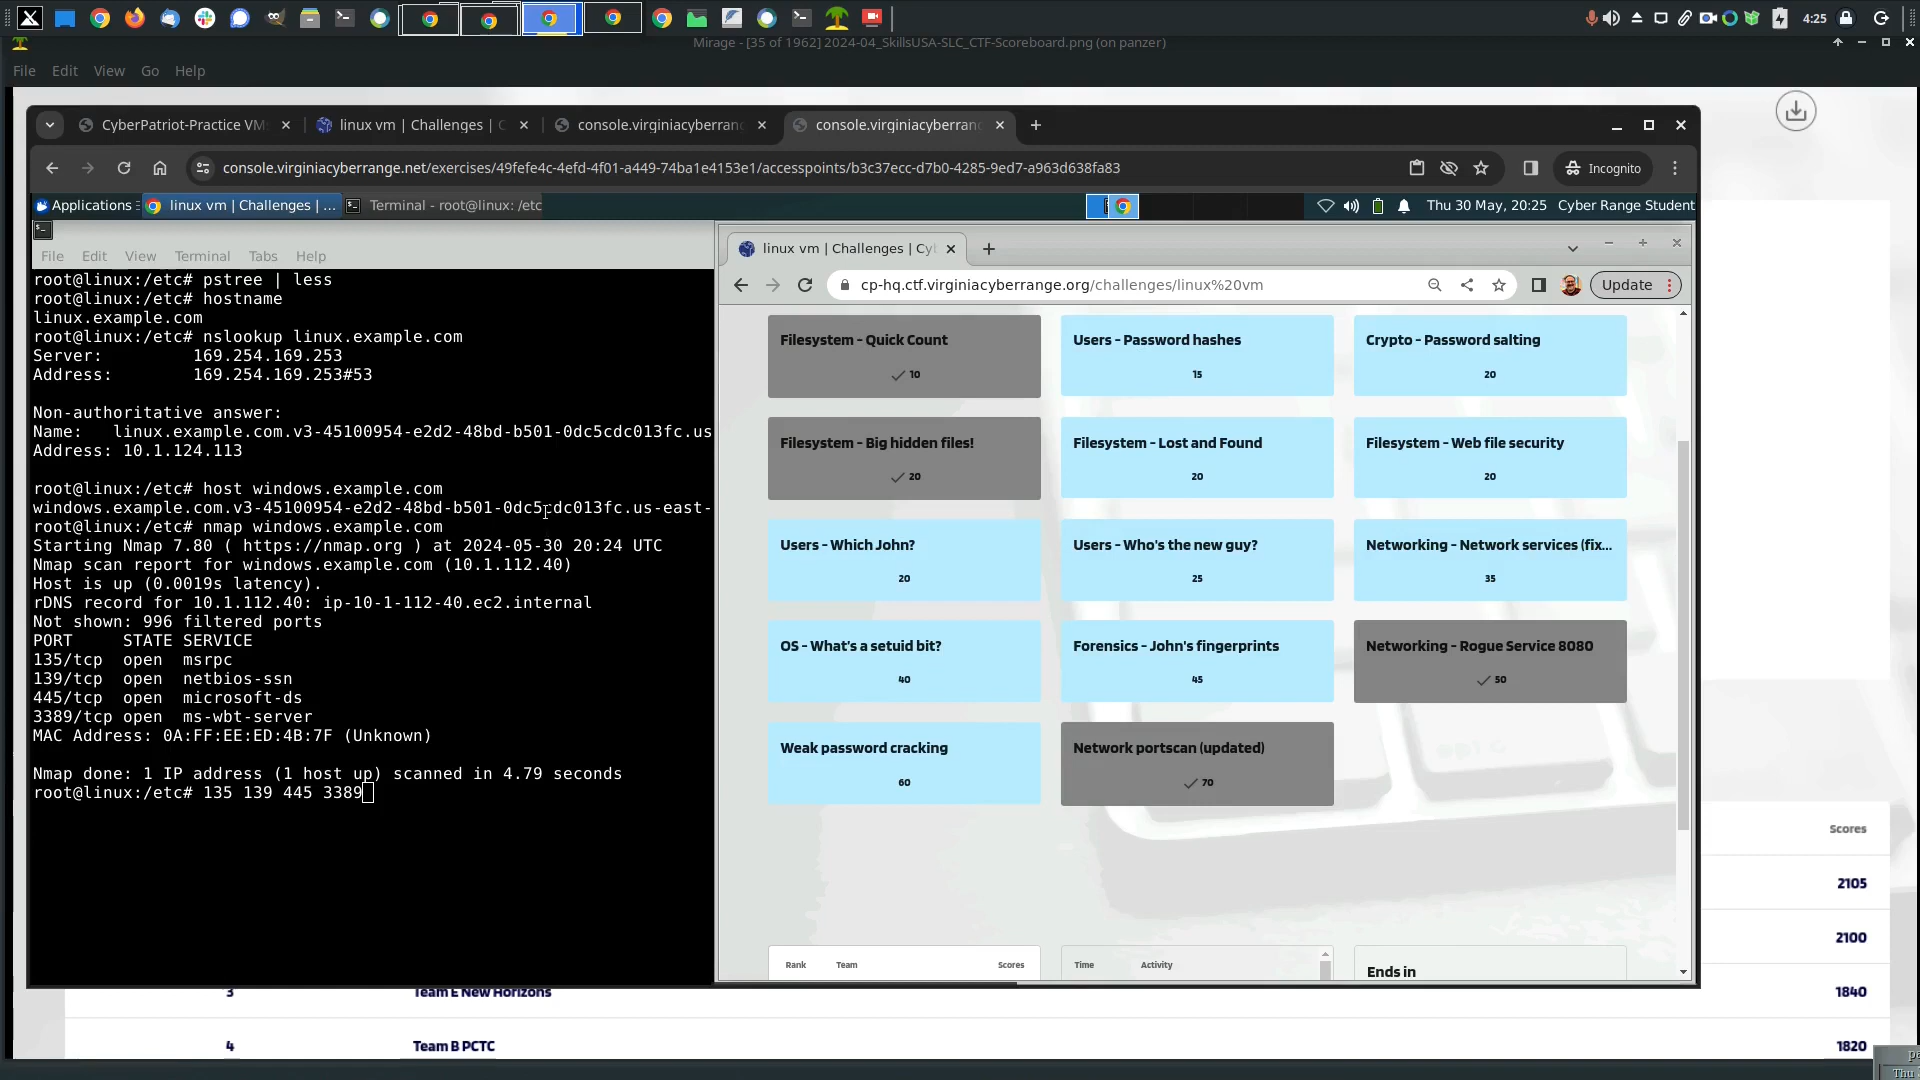 4:25
Mirage - [35 of 1962] 2024-04_SkillsUSA-SLC_CTF-Scoreboard.png (on panzer)
File Edit View Go Help
CyberPatriot-Practice VM
linux vm | Challenges | C
console.virginiacyberran
console.virginiacyberran
console.virginiacyberrange.net/exercises/49fefe4c-4efd-4f01-a449-74ba1e4153e1/accesspoints/b3c37ecc-d7b0-4285-9ed7-a963d638fa83
Incognito
Applications
linux vm | Challenges | ...
Terminal - root@linux: /etc
Thu 30 May, 20:25 Cyber Range Student
File Edit View Terminal Tabs Help
root@linux:/etc# pstree | less
root@linux:/etc# hostname
linux.example.com
root@linux:/etc# nslookup linux.example.com
Server: 169.254.169.253
Address: 169.254.169.253#53
Non-authoritative answer:
Name: linux.example.com.v3-45100954-e2d2-48bd-b501-0dc5cdc013fc.us
Address: 10.1.124.113
root@linux:/etc# host windows.example.com
windows.example.com.v3-45100954-e2d2-48bd-b501-0dc5cdc013fc.us-east-
root@linux:/etc# nmap windows.example.com
Starting Nmap 7.80 ( https://nmap.org ) at 2024-05-30 20:24 UTC
Nmap scan report for windows.example.com (10.1.112.40)
Host is up (0.0019s latency).
rDNS record for 10.1.112.40: ip-10-1-112-40.ec2.internal
Not shown: 996 filtered ports
PORT STATE SERVICE
135/tcp open msrpc
139/tcp open netbios-ssn
445/tcp open microsoft-ds
3389/tcp open ms-wbt-server
MAC Address: 0A:FF:EE:ED:4B:7F (Unknown)
Nmap done: 1 IP address (1 host up) scanned in 4.79 seconds
root@linux:/etc# 135 139 445 3389
linux vm | Challenges | Cy
cp-hq.ctf.virginiacyberrange.org/challenges/linux%20vm
Update
Filesystem - Quick Count
10
Users - Password hashes
15
Crypto - Password salting
20
Filesystem - Big hidden files!
20
Filesystem - Lost and Found
20
Filesystem - Web file security
20
Users - Which John?
20
Users - Who's the new guy?
25
Networking - Network services (fix...
35
OS - What's a setuid bit?
40
Forensics - John's fingerprints
45
Networking - Rogue Service 8080
50
Weak password cracking
60
Network portscan (updated)
70
Rank Team Scores
Time Activity
Ends in
Scores
2105
2100
3 Team E New Horizons 1840
4 Team B PCTC 1820
Thu